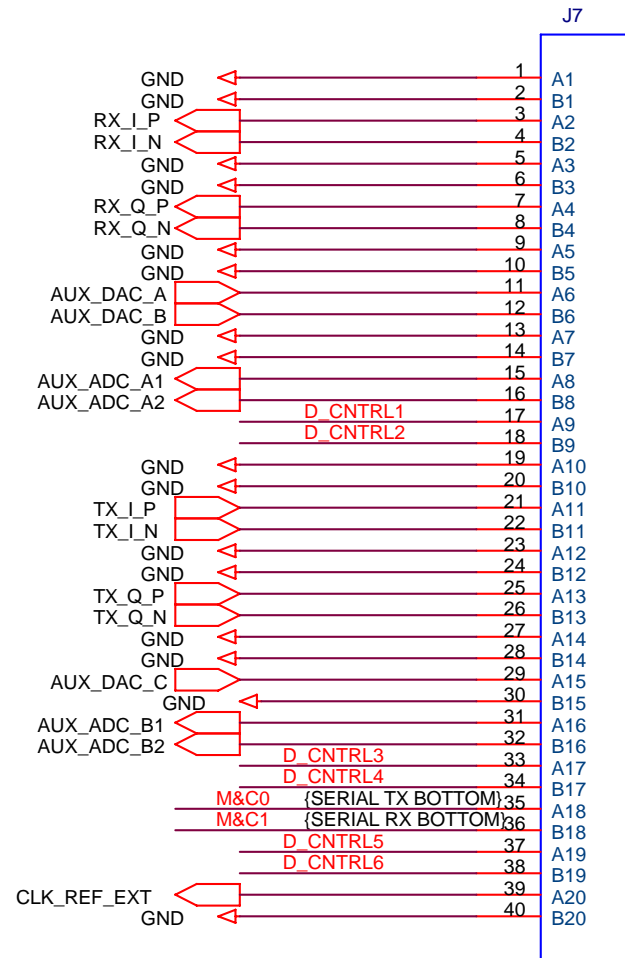 J7
GND 1 A1
GND 2 B1
RX_I_P 3 A2
RX_I_N 4 B2
GND 5 A3
GND 6 B3
RX_Q_P 7 A4
RX_Q_N 8 B4
GND 9 A5
GND 10 B5
AUX_DAC_A 11 A6
AUX_DAC_B 12 B6
GND 13 A7
GND 14 B7
AUX_ADC_A1 15 A8
AUX_ADC_A2 16 B8
D_CNTRL1 17 A9
D_CNTRL2 18 B9
GND 19 A10
GND 20 B10
TX_I_P 21 A11
TX_I_N 22 B11
GND 23 A12
GND 24 B12
TX_Q_P 25 A13
TX_Q_N 26 B13
GND 27 A14
GND 28 B14
AUX_DAC_C 29 A15
GND 30 B15
AUX_ADC_B1 31 A16
AUX_ADC_B2 32 B16
D_CNTRL3 33 A17
D_CNTRL4 34 B17
M&C0 {SERIAL TX BOTTOM} 35 A18
M&C1 {SERIAL RX BOTTOM} 36 B18
D_CNTRL5 37 A19
D_CNTRL6 38 B19
CLK_REF_EXT 39 A20
GND 40 B20